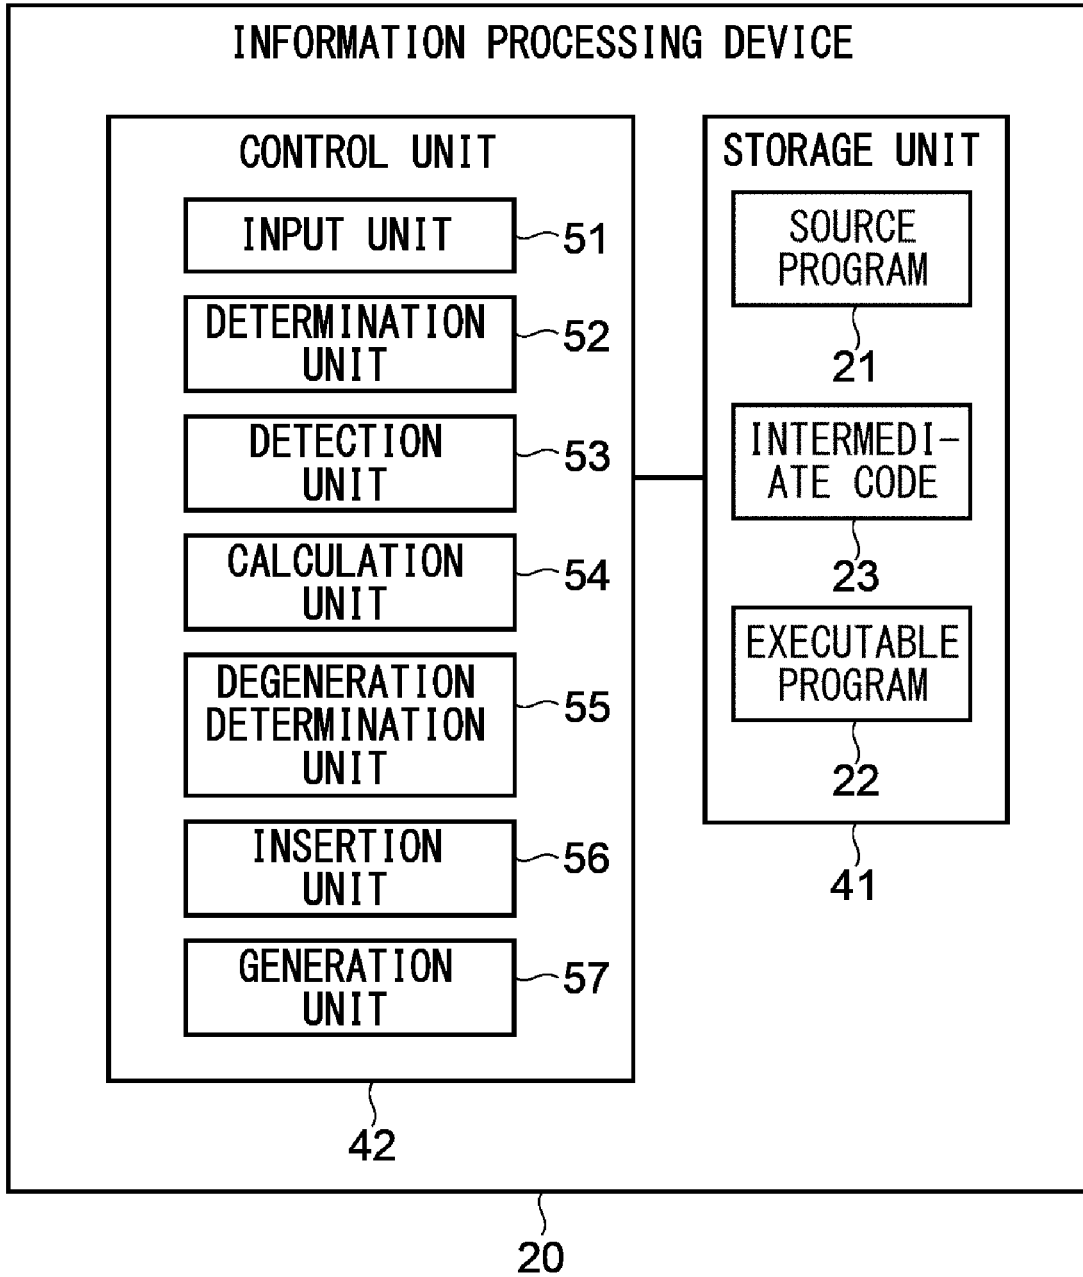 INFORMATION PROCESSING DEVICE
CONTROL UNIT
INPUT UNIT
51
DETERMINATION
UNIT
52
DETECTION
UNIT
53
CALCULATION
UNIT
54
DEGENERATION
DETERMINATION
UNIT
55
INSERTION
UNIT
56
GENERATION
UNIT
57
42
STORAGE UNIT
SOURCE
PROGRAM
21
INTERMEDI-
ATE CODE
23
EXECUTABLE
PROGRAM
22
41
20